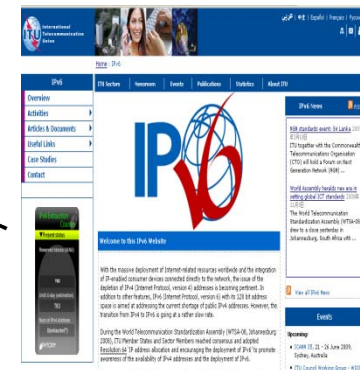 International
Telecommunication
Union
中文 | Español | Français
Home : IPv6
IPv6
ITU Sectors
Newsroom
Events
Publications
Statistics
About ITU
Overview
Activities
Articles & Documents
Useful Links
Case Studies
Contact
IPv6
Welcome to this IPv6 Website
With the massive deployment of Internet-related resources worldwide and the integration
of IP-enabled consumer devices connected directly to the network, the issue of the
depletion of IPv4 (Internet Protocol, version 4) addresses is becoming pertinent. In
addition to other features, IPv6 (Internet Protocol, version 6) with its 128 bit address
space is aimed at addressing the current shortage of public IPv4 addresses. However, the
transition from IPv4 to IPv6 is going at a rather slow rate.
During the World Telecommunication Standardization Assembly (WTSA-08, Johannesburg
2008), ITU Member States and Sector Members reached consensus and adopted
Resolution 64 'IP address allocation and encouraging the deployment of IPv6' to promote
awareness of the availability of IPv4 addresses and the deployment of IPv6.
IPv6 News
NGN standards event: Sri Lanka
ITU together with the Commonwealth
Telecommunications Organisation
(CTO) will hold a Forum on Next
Generation Network (NGN) ...
World Assembly heralds new era in
setting global ICT standards
The World Telecommunication
Standardization Assembly (WTSA-08)
drew to a close yesterday in
Johannesburg, South Africa with ...
View all IPv6 News
Events
Upcoming:
ICANN 35, 21 - 26 June 2009,
Sydney, Australia
ITU Council Working Group -